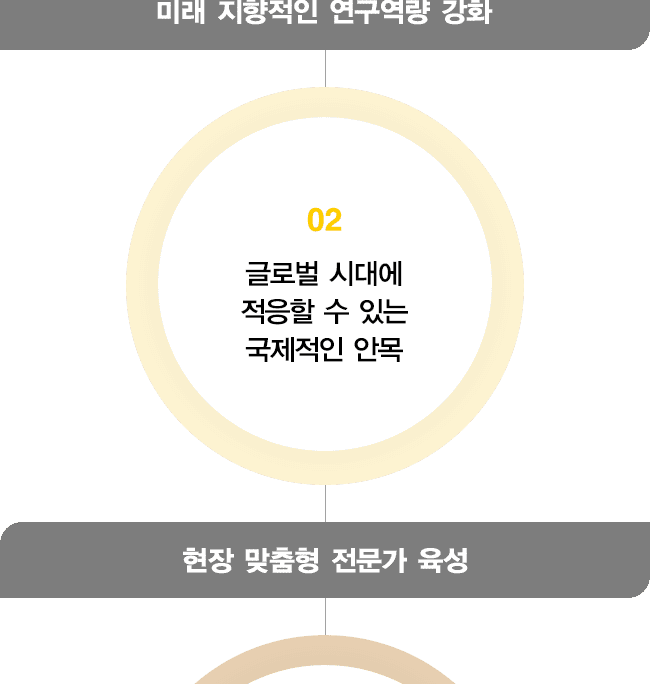 미래 지향적인 연구역량 강화
02
글로벌 시대에
적응할 수 있는
국제적인 안목
현장 맞춤형 전문가 육성